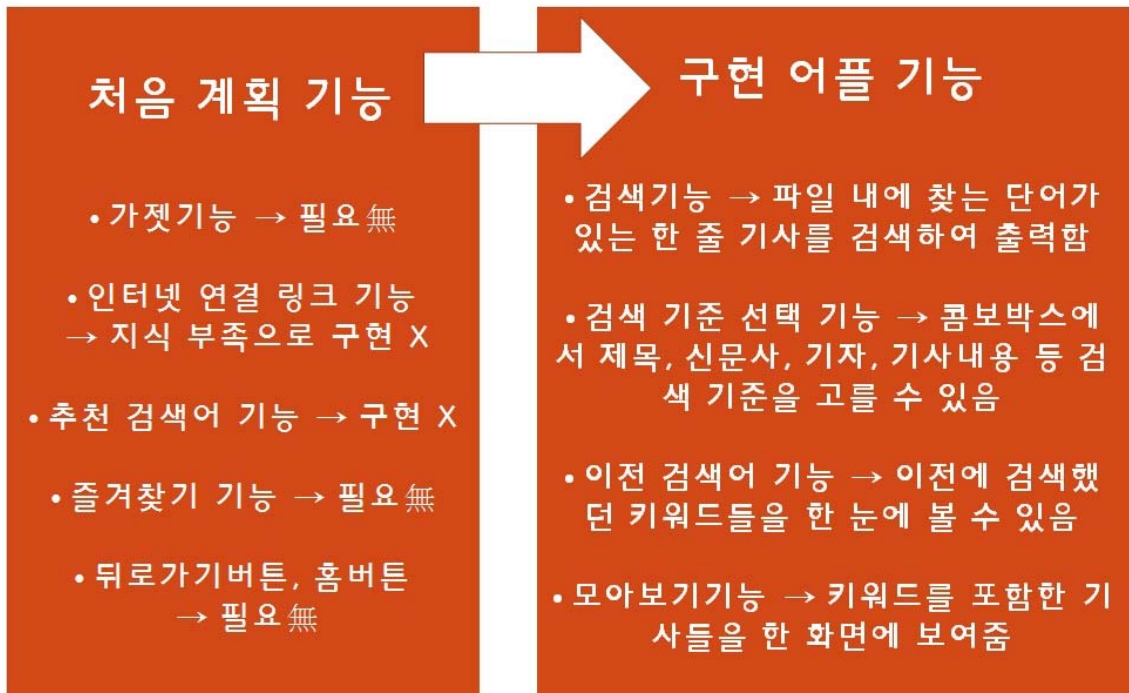 처음 계획 기능
• 가젯기능 → 필요無
• 인터넷 연결 링크 기능
→ 지식 부족으로 구현 X
• 추천 검색어 기능 → 구현 X
• 즐겨찾기 기능 → 필요無
• 뒤로가기버튼, 홈버튼
→ 필요無
구현 어플 기능
• 검색기능 → 파일 내에 찾는 단어가
있는 한 줄 기사를 검색하여 출력함
• 검색 기준 선택 기능 → 콤보박스에
서 제목, 신문사, 기자, 기사내용 등 검
색 기준을 고를 수 있음
• 이전 검색어 기능 → 이전에 검색했
던 키워드들을 한 눈에 볼 수 있음
• 모아보기기능 → 키워드를 포함한 기
사들을 한 화면에 보여줌